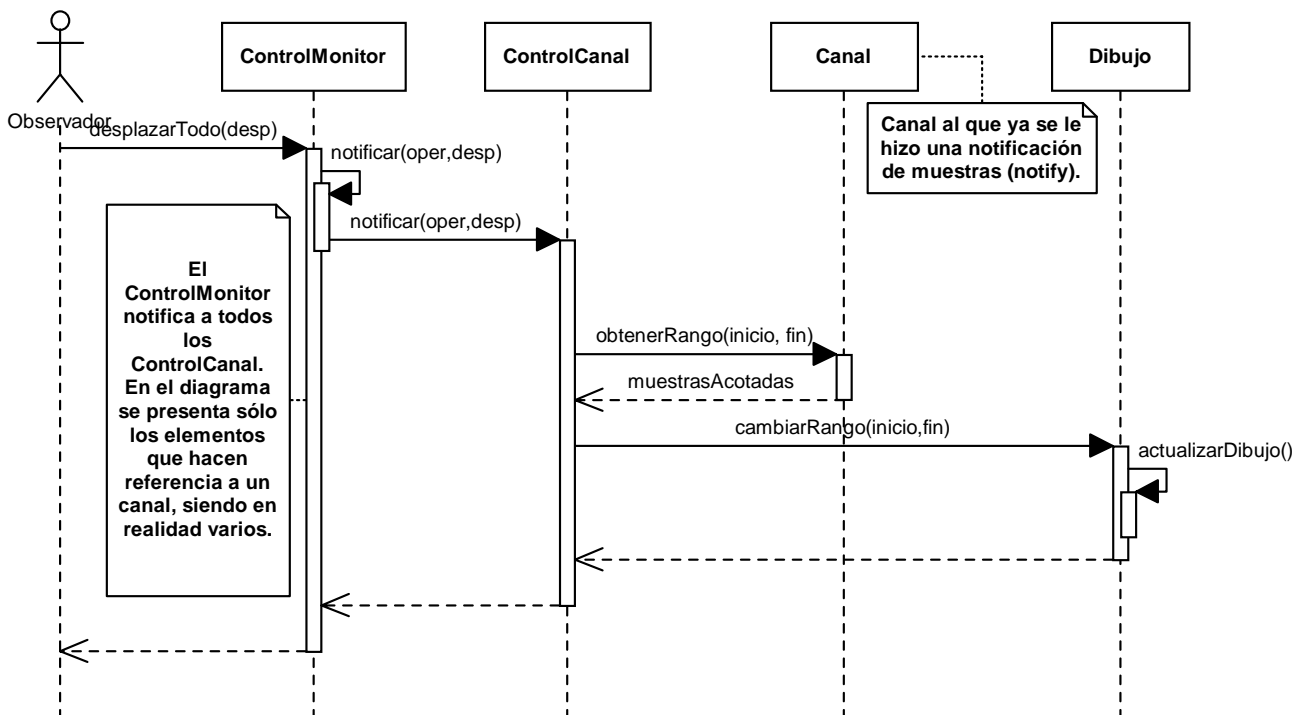 ControlMonitor
ControlCanal
Canal
Dibujo
Observador
desplazarTodo(desp)
Canal al que ya se le
hizo una notificación
de muestras (notify).
notificar(oper,desp)
notificar(oper,desp)
El
ControlMonitor
notifica a todos
los
ControlCanal.
En el diagrama
se presenta sólo
los elementos
que hacen
referencia a un
canal, siendo en
realidad varios.
obtenerRango(inicio, fin)
muestrasAcotadas
cambiarRango(inicio,fin)
actualizarDibujo()